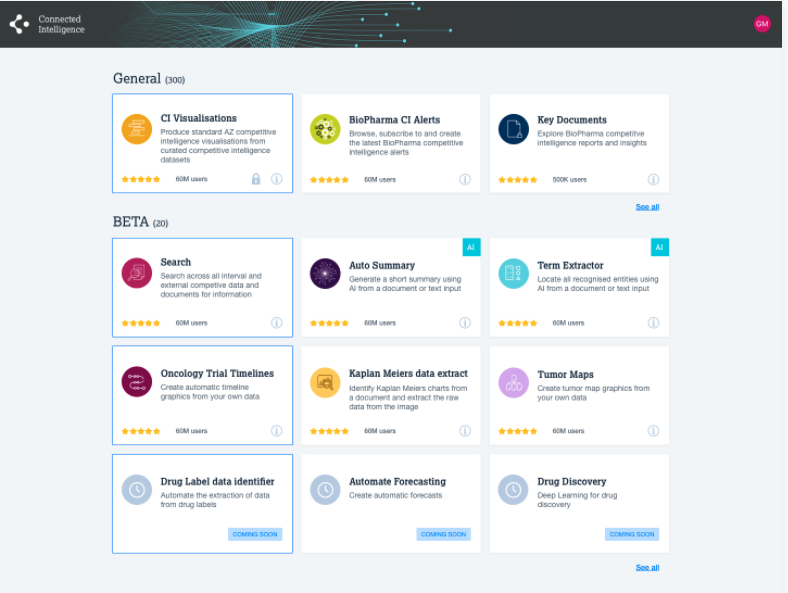 Connected
Intelligence
GM
General (300)
CI Visualisations
Produce standard AZ competitive
intelligence visualisations from
curated competitive intelligence
datasets
60M users
BioPharma CI Alerts
Browse, subscribe to and create
the latest BioPharma competitive
intelligence alerts
60M users
Key Documents
Explore BioPharma competitve
intelligence reports and insights
500K users
See all
BETA (20)
Search
Search across all interval and
external competive data and
documents for information
60M users
AI
Auto Summary
Generate a short summary using
AI from a document or text input
60M users
AI
Term Extractor
Locate all recognised entities using
AI from a document or text input
60M users
Oncology Trial Timelines
Create automatic timeline
graphics from your own data
60M users
Kaplan Meiers data extract
Identify Kaplan Meiers charts from
a document and extract the raw
data from the image
60M users
Tumor Maps
Create tumor map graphics from
your own data
60M users
Drug Label data identifier
Automate the extraction of data
from drug labels
COMING SOON
Automate Forecasting
Create automatic forecasts
COMING SOON
Drug Discovery
Deep Learning for drug
discovery
COMING SOON
See all